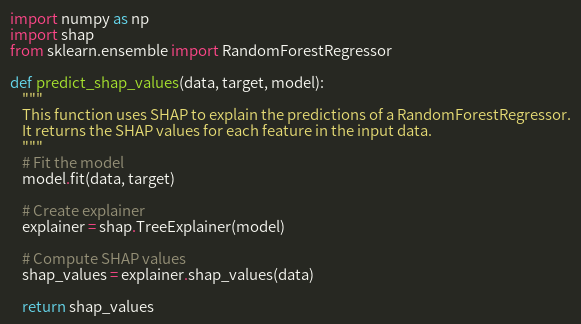 import numpy as np
import shap
from sklearn.ensemble import RandomForestRegressor

def predict_shap_values(data, target, model):
    """
    This function uses SHAP to explain the predictions of a RandomForestRegressor.
    It returns the SHAP values for each feature in the input data.
    """
    # Fit the model
    model.fit(data, target)

    # Create explainer
    explainer = shap.TreeExplainer(model)

    # Compute SHAP values
    shap_values = explainer.shap_values(data)

    return shap_values